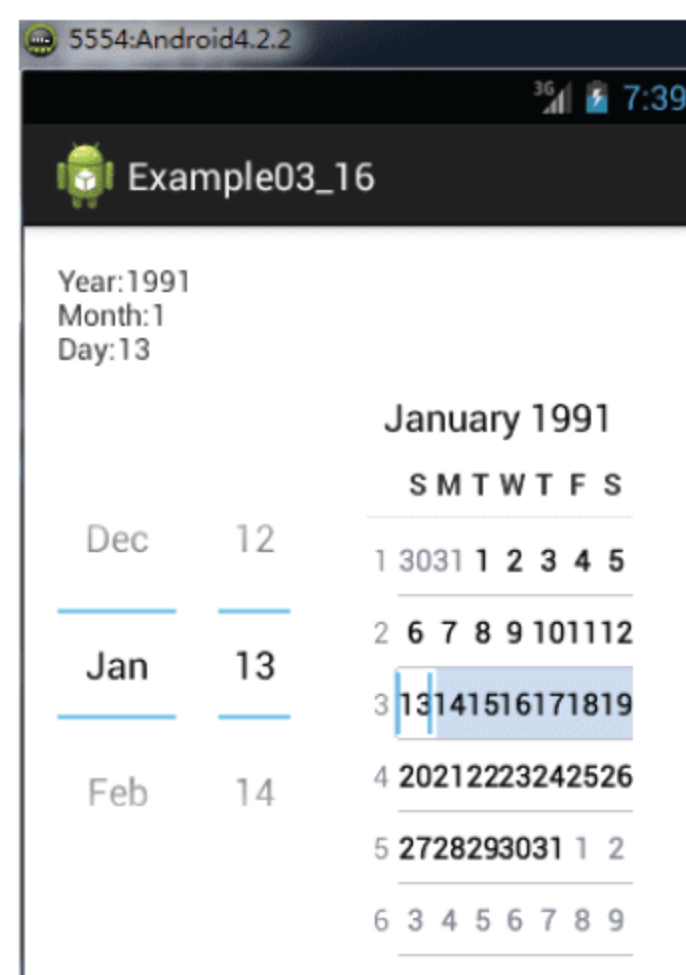 5554:Android4.2.2
3G 7:39
Example03_16
Year:1991
Month:1
Day:13
January 1991
S M T W T F S
Dec 12
1 30 31 1 2 3 4 5
2 6 7 8 9 10 11 12
Jan 13
3 13 14 15 16 17 18 19
4 20 21 22 23 24 25 26
Feb 14
5 27 28 29 30 31 1 2
6 3 4 5 6 7 8 9